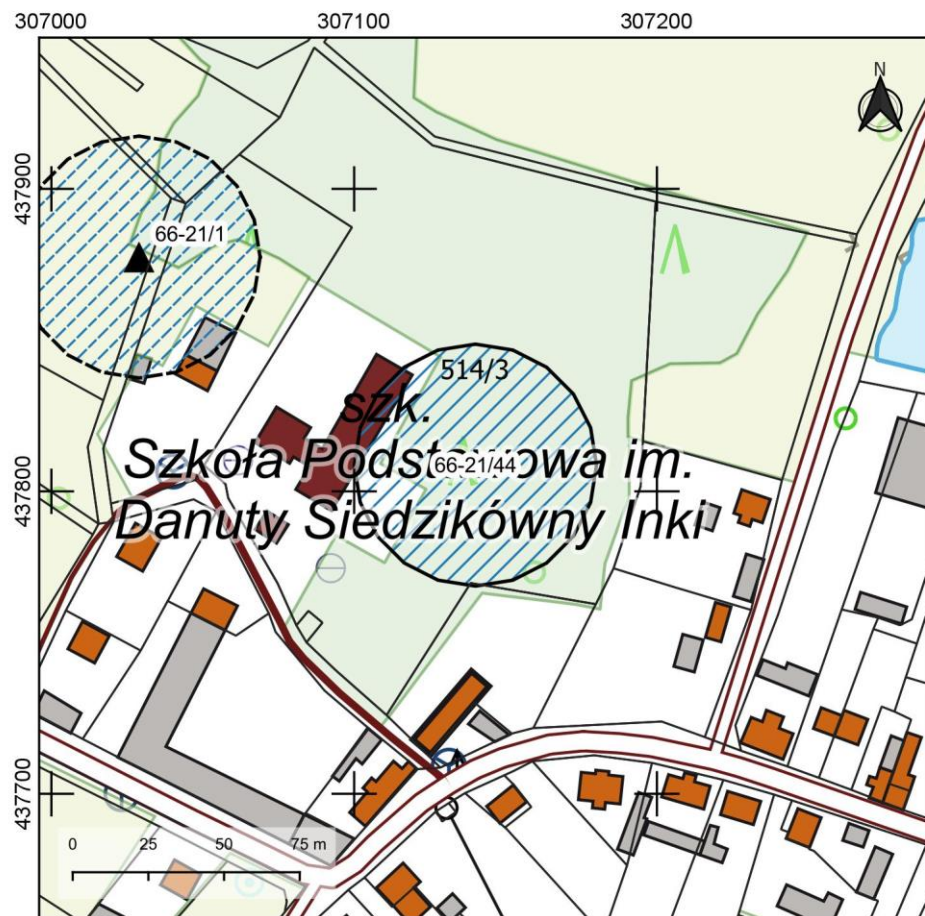 307000 307100 307200
N
437900
66-21/1
514/3
szk.
Szkoła Podstawowa im.
66-21/44
437800
Danuty Siedzikówny Inki
437700
0 25 50 75 m